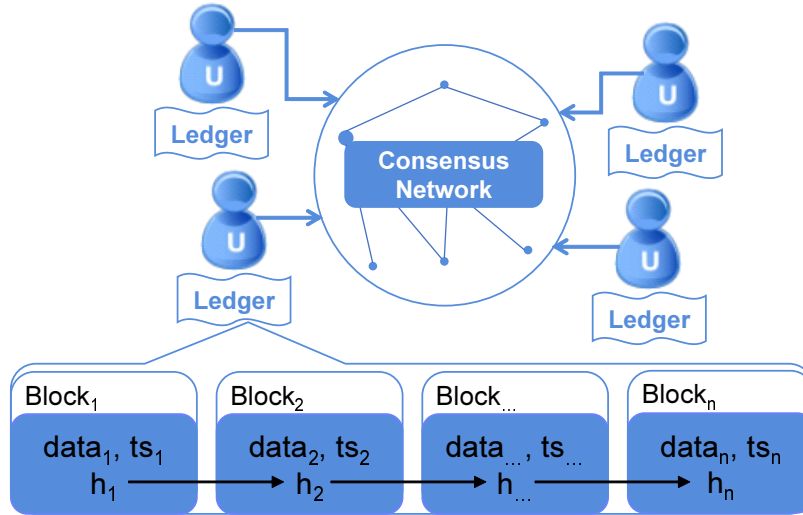 U
Ledger
U
Ledger
Consensus
Network
U
Ledger
U
Ledger
Block₁
data₁, ts₁
h₁
Block₂
data₂, ts₂
h₂
Block...
data..., ts...
h...
Blockₙ
dataₙ, tsₙ
hₙ